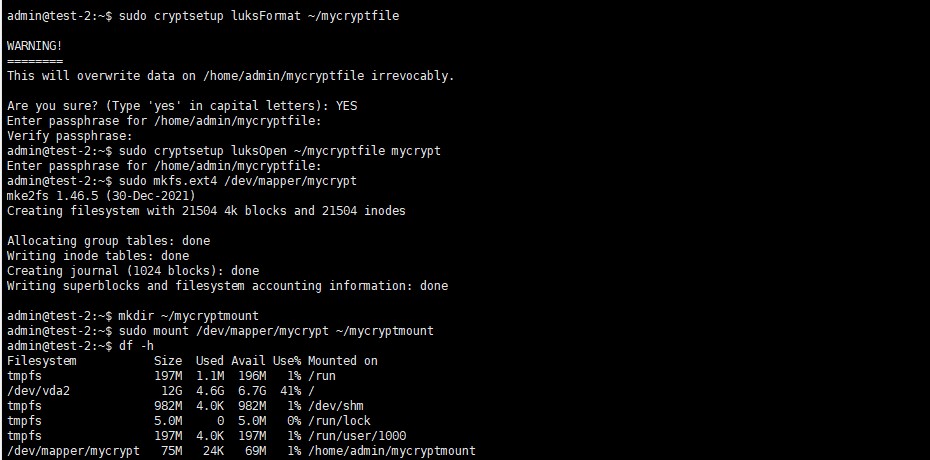 admin@test-2:~$ sudo cryptsetup luksFormat ~/mycryptfile
WARNING!
========
This will overwrite data on /home/admin/mycryptfile irrevocably.
Are you sure? (Type 'yes' in capital letters): YES
Enter passphrase for /home/admin/mycryptfile:
Verify passphrase:
admin@test-2:~$ sudo cryptsetup luksOpen ~/mycryptfile mycrypt
Enter passphrase for /home/admin/mycryptfile:
admin@test-2:~$ sudo mkfs.ext4 /dev/mapper/mycrypt
mke2fs 1.46.5 (30-Dec-2021)
Creating filesystem with 21504 4k blocks and 21504 inodes
Allocating group tables: done
Writing inode tables: done
Creating journal (1024 blocks): done
Writing superblocks and filesystem accounting information: done
admin@test-2:~$ mkdir ~/mycryptmount
admin@test-2:~$ sudo mount /dev/mapper/mycrypt ~/mycryptmount
admin@test-2:~$ df -h
Filesystem           Size  Used Avail Use% Mounted on
tmpfs                197M  1.1M  196M   1% /run
/dev/vda2             12G  4.6G  6.7G  41% /
tmpfs                982M  4.0K  982M   1% /dev/shm
tmpfs                5.0M     0  5.0M   0% /run/lock
tmpfs                197M  4.0K  197M   1% /run/user/1000
/dev/mapper/mycrypt   75M   24K   69M   1% /home/admin/mycryptmount